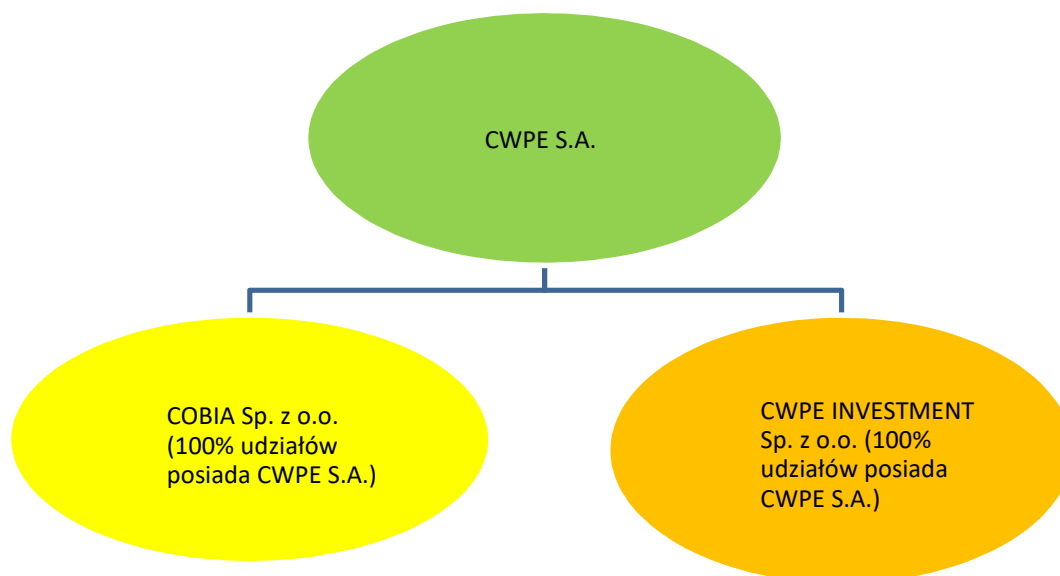 CWPE S.A.
COBIA Sp. z o.o.
(100% udziałów
posiada CWPE S.A.)
CWPE INVESTMENT
Sp. z o.o. (100%
udziałów posiada
CWPE S.A.)